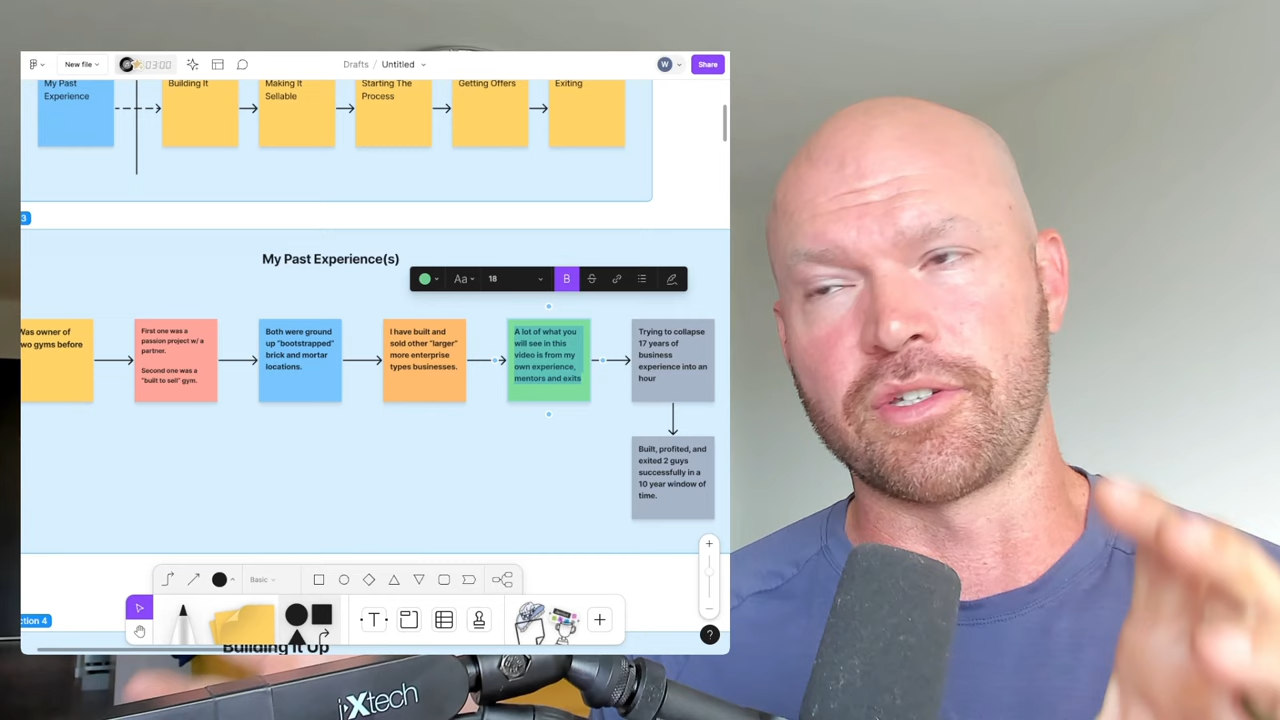 New file
03:00
Drafts / Untitled
W
Share
My Past
Experience
Building It
Making It
Sellable
Starting The
Process
Getting Offers
Exiting
3
My Past Experience(s)
Aa
18
B
S
Was owner of
two gyms before
First one was a
passion project w/ a
partner.
Second one was a
"built to sell" gym.
Both were ground
up "bootstrapped"
brick and mortar
locations.
I have built and
sold other "larger"
more enterprise
types businesses.
A lot of what you
will see in this
video is from my
own experience,
mentors and exits
Trying to collapse
17 years of
business
experience into an
hour
Built, profited, and
exited 2 guys
successfully in a
10 year window of
time.
Basic
T
?
ction 4
Building It Up
iXtech